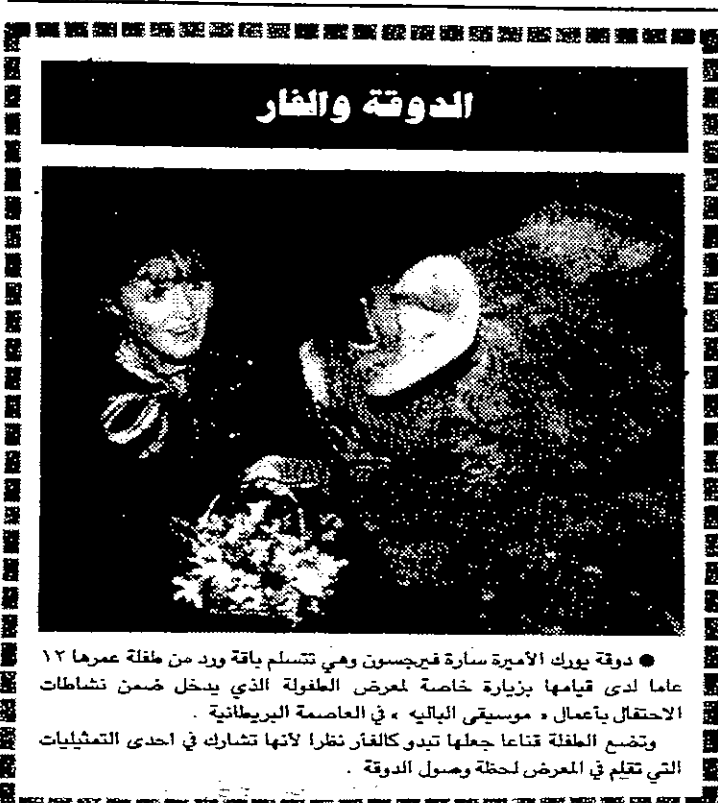 الدوقة والفار
● دوقة يورك الأميرة سارة فيرجسون وهي تتسلم باقة ورد من طفلة عمرها ١٢
عاما لدى قيامها بزيارة خاصة لمعرض الطفولة الذي يدخل ضمن نشاطات
الاحتفال بأعمال « موسيقى الباليه » في العاصمة البريطانية .
وتضع الطفلة قناعا جعلها تبدو كالفأر نظرا لأنها تشارك في احدى التمثيليات
التي تقام في المعرض لحظة وصول الدوقة .